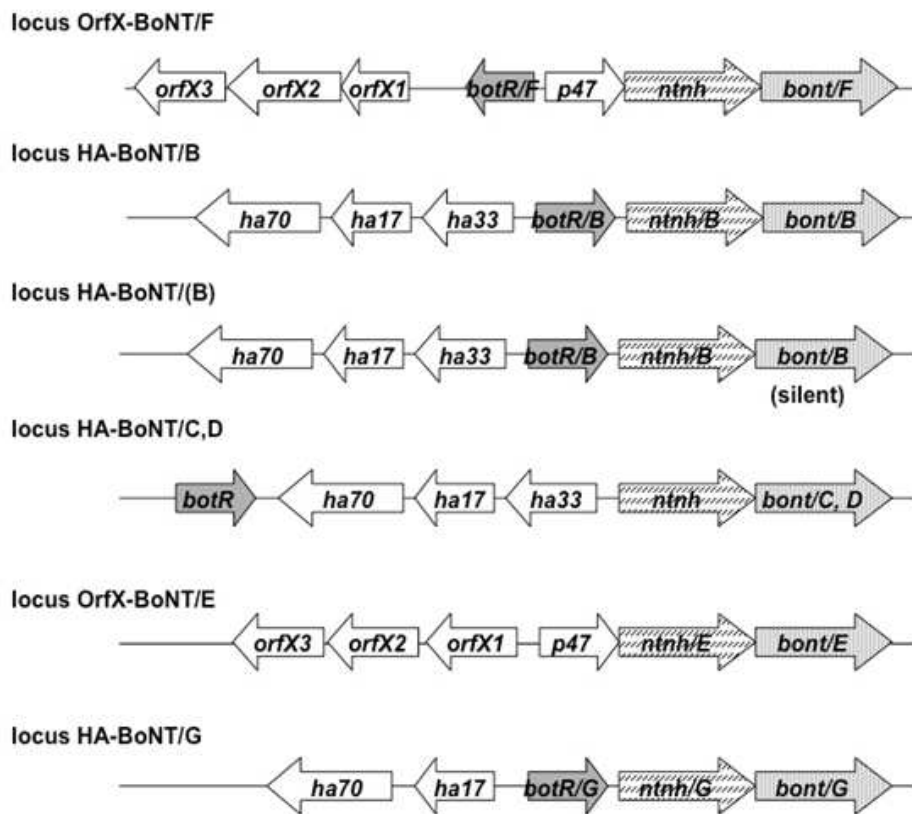 locus OrfX-BoNT/F
orfX3 orfX2 orfX1 botR/F p47 ntnh bont/F
locus HA-BoNT/B
ha70 ha17 ha33 botR/B ntnh/B bont/B
locus HA-BoNT/(B)
ha70 ha17 ha33 botR/B ntnh/B bont/B
(silent)
locus HA-BoNT/C,D
botR ha70 ha17 ha33 ntnh bont/C, D
locus OrfX-BoNT/E
orfX3 orfX2 orfX1 p47 ntnh/E bont/E
locus HA-BoNT/G
ha70 ha17 botR/G ntnh/G bont/G